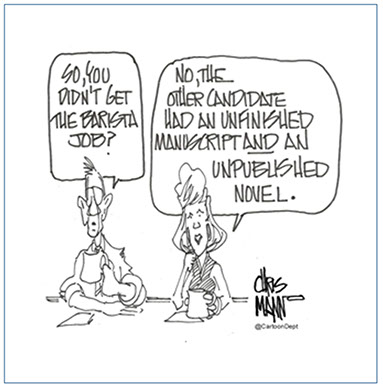 SO, YOU
DIDN'T GET
THE BARISTA
JOB?
NO, THE
OTHER CANDIDATE
HAD AN UNFINISHED
MANUSCRIPT AND AN
UNPUBLISHED
NOVEL.
CHRIS
MANN
@CartoonDept